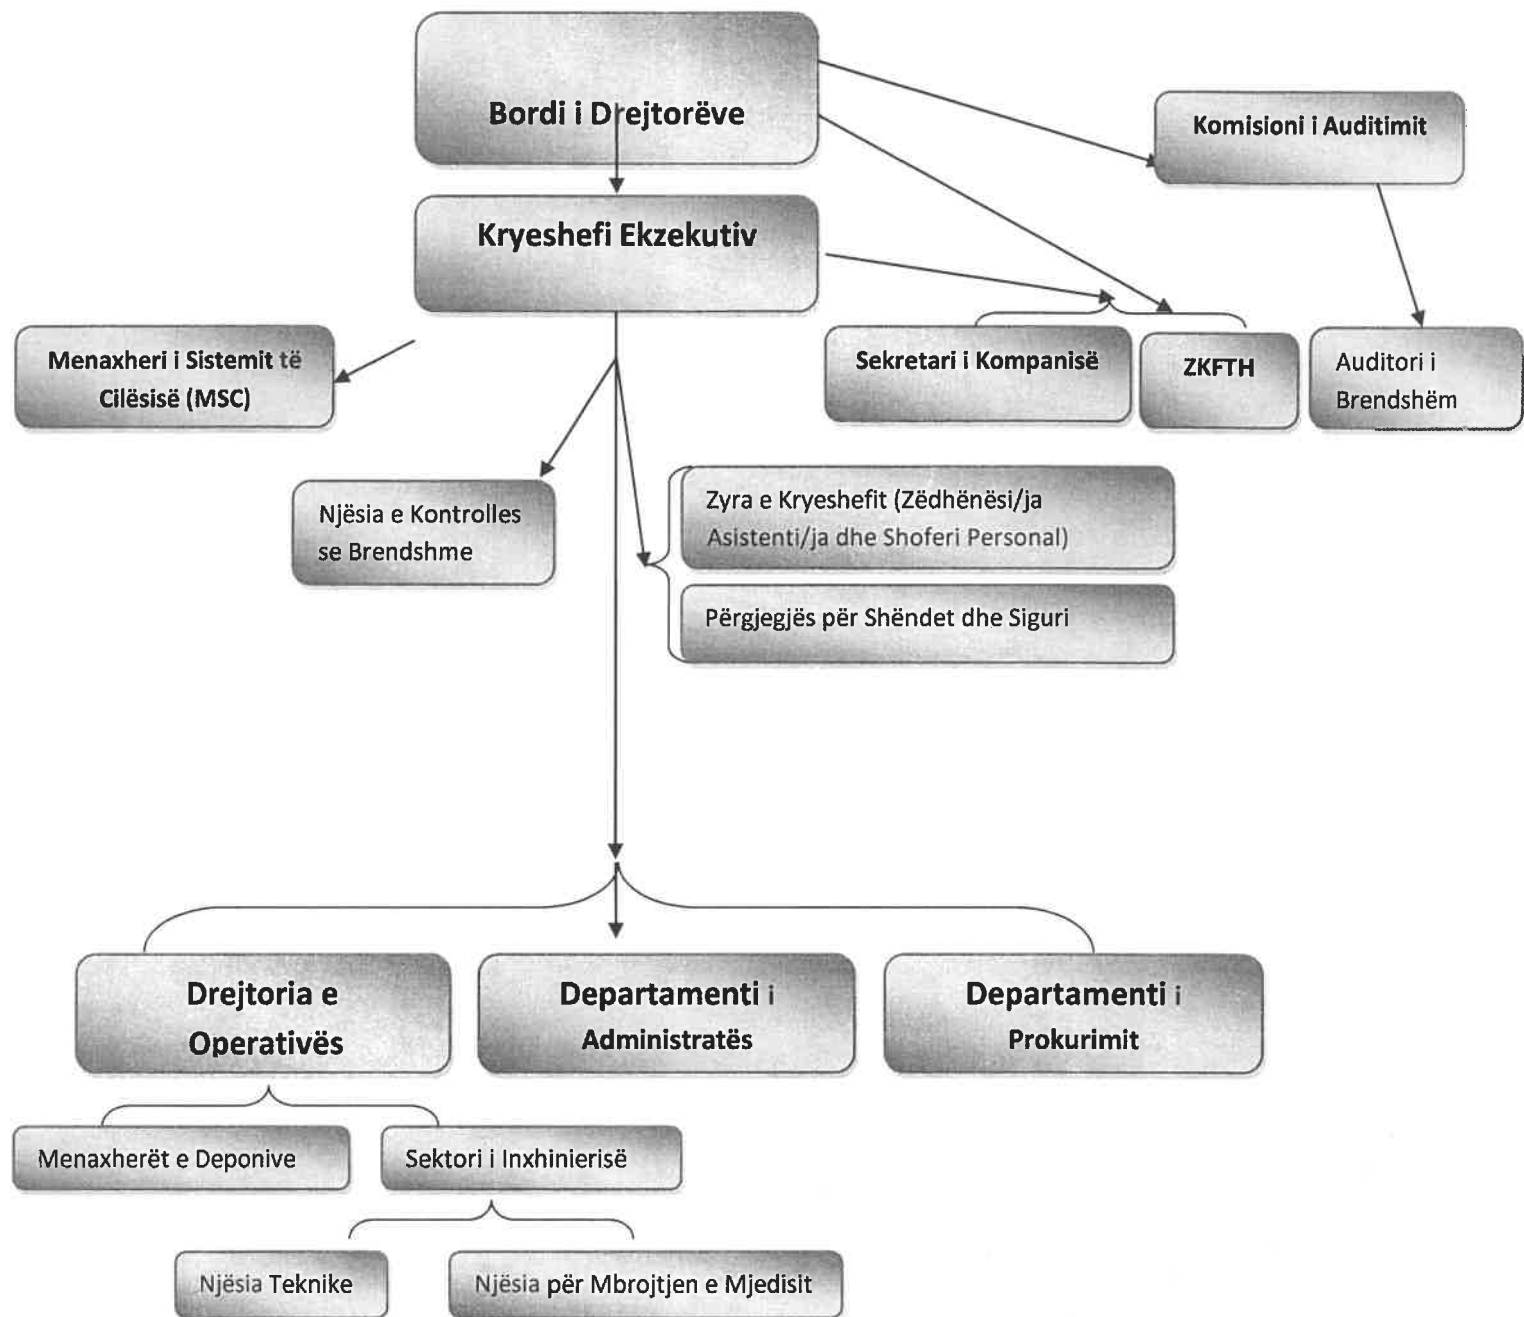 Bordi i Drejtorëve
Komisioni i Auditimit
Kryeshefi Ekzekutiv
Menaxheri i Sistemit të
Cilësisë (MSC)
Sekretari i Kompanisë
ZKFTH
Auditori i
Brendshëm
Njësia e Kontrolles
se Brendshme
Zyra e Kryeshefit (Zëdhënësi/ja
Asistenti/ja dhe Shoferi Personal)
Përgjegjës për Shëndet dhe Siguri
Drejtoria e
Operativës
Departamenti i
Administratës
Departamenti i
Prokurimit
Menaxherët e Deponive
Sektori i Inxhinierisë
Njësia Teknike
Njësia për Mbrojtjen e Mjedisit